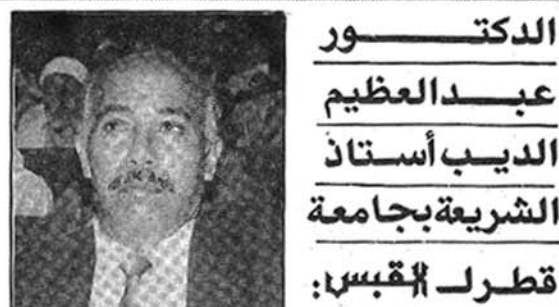 الدكتور
عبدالعظيم
الديب أستاذ
الشريعة بجامعة
قطر لـ القبس: